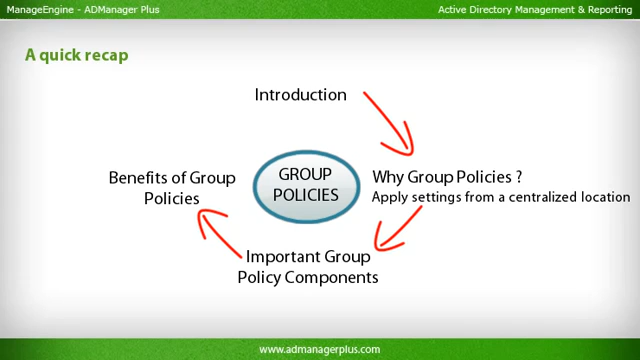 ManageEngine - ADManager Plus
Active Directory Management & Reporting
A quick recap
Introduction
Why Group Policies ?
Apply settings from a centralized location
GROUP
POLICIES
Important Group
Policy Components
Benefits of Group
Policies
www.admanagerplus.com